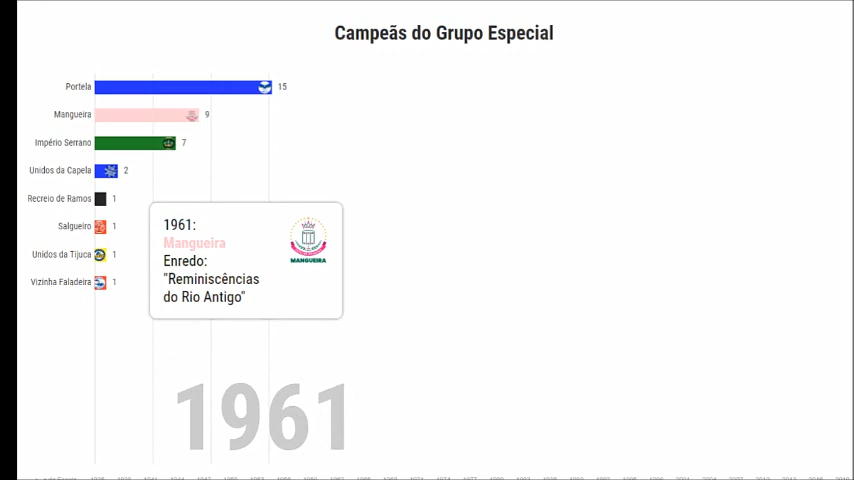 Campeãs do Grupo Especial
Portela 15
Mangueira 9
Império Serrano 7
Unidos da Capela 2
Recreio de Ramos 1
Salgueiro 1
Unidos da Tijuca 1
Vizinha Faladeira 1
1961:
Mangueira
Enredo:
"Reminiscências
do Rio Antigo"
MANGUEIRA
1961